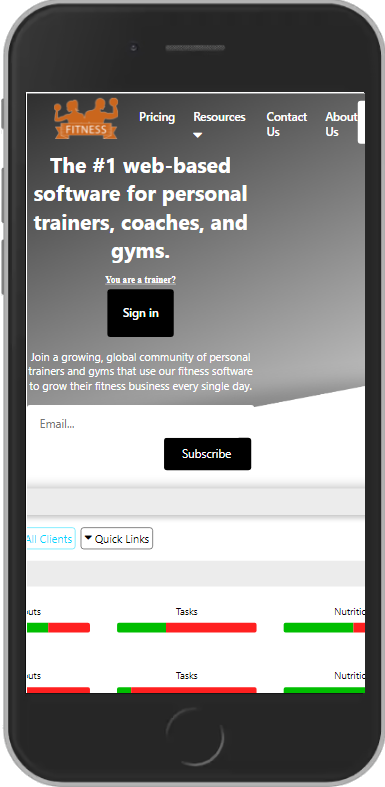 FITNESS
Pricing
Resources
Contact
Us
About
Us
The #1 web-based
software for personal
trainers, coaches, and
gyms.
You are a trainer?
Sign in
Join a growing, global community of personal
trainers and gyms that use our fitness software
to grow their fitness business every single day.
Email...
Subscribe
All Clients
Quick Links
outs Tasks Nutritic
outs Tasks Nutritic